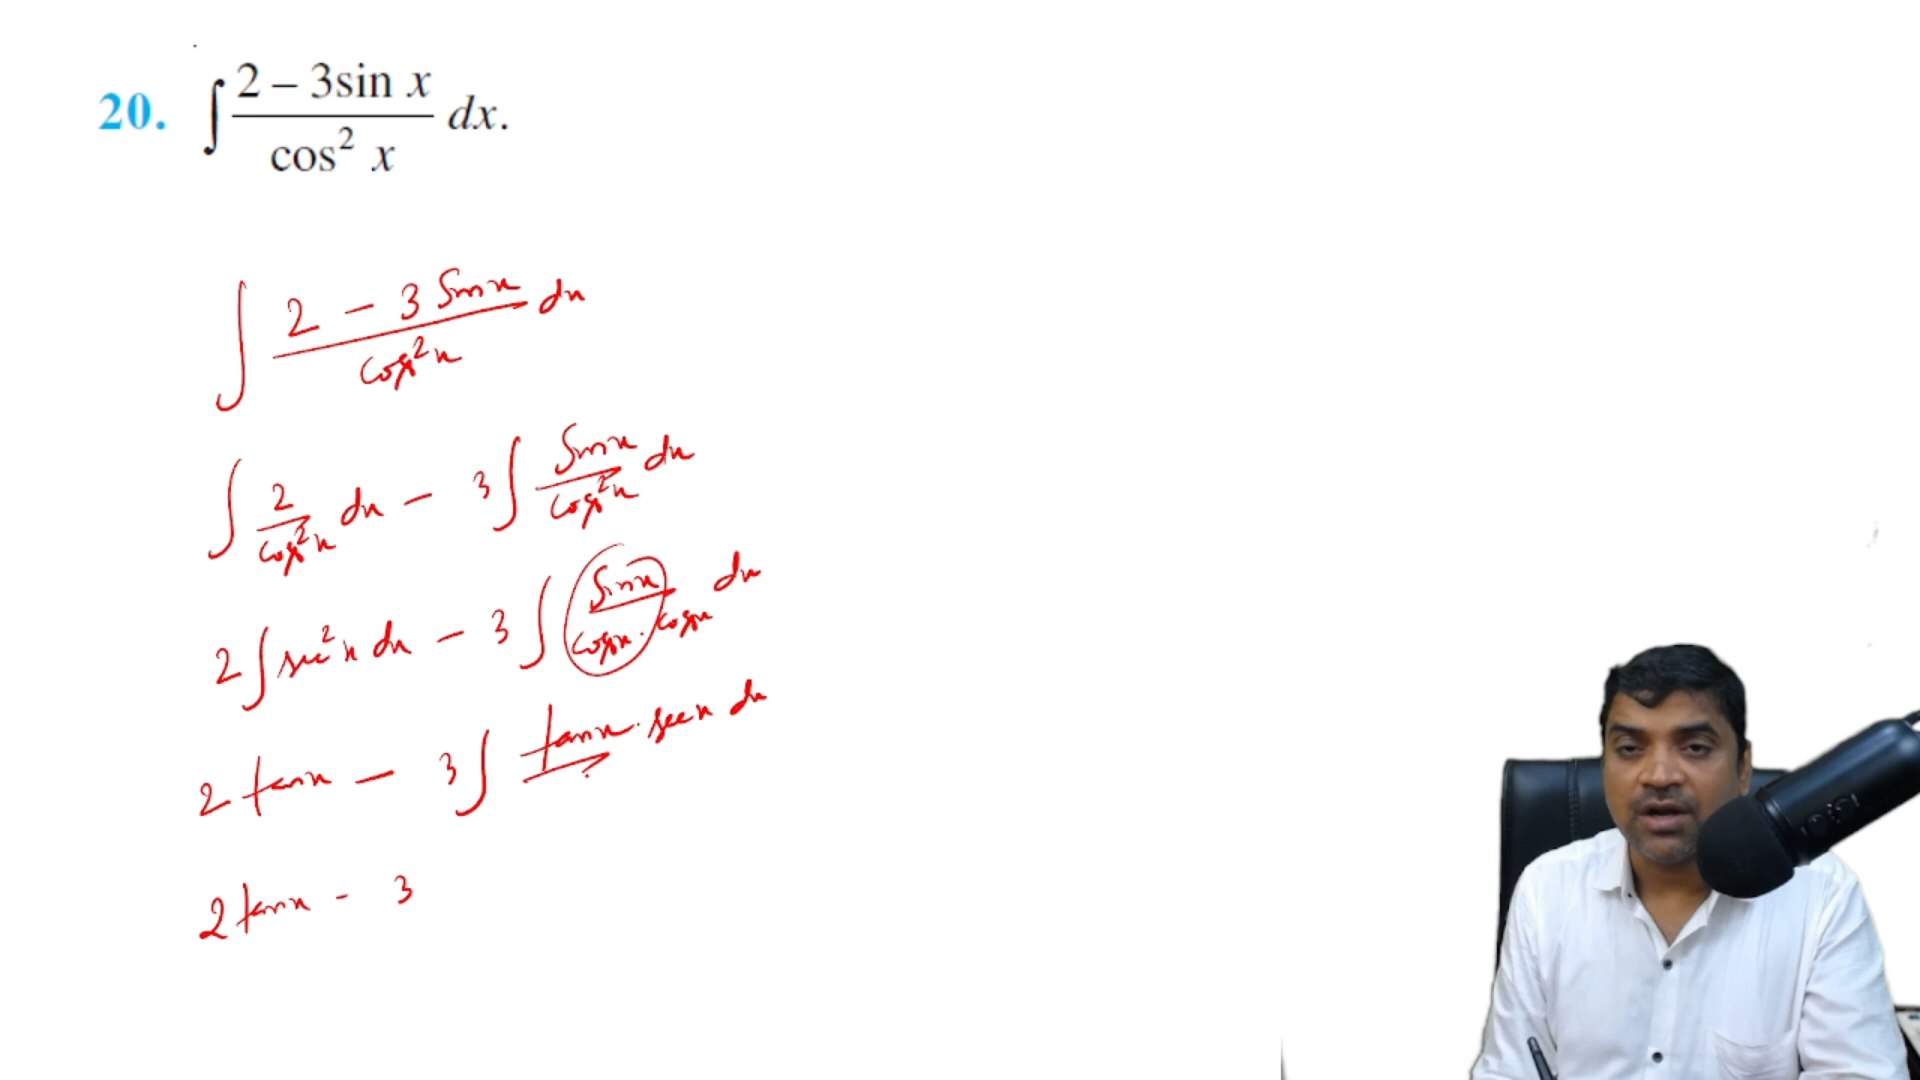 20. ∫ (2 – 3sin x)/(cos² x) dx.
∫ (2 – 3 Sinx)/(cos²x) dx
∫ 2/(cos²x) dx – 3 ∫ Sinx/(cos²x) dx
2 ∫ sec²x dx – 3 ∫ Sinx/(cosx · cosx) dx
2 tanx – 3 ∫ tanx · secx dx
2 tanx - 3